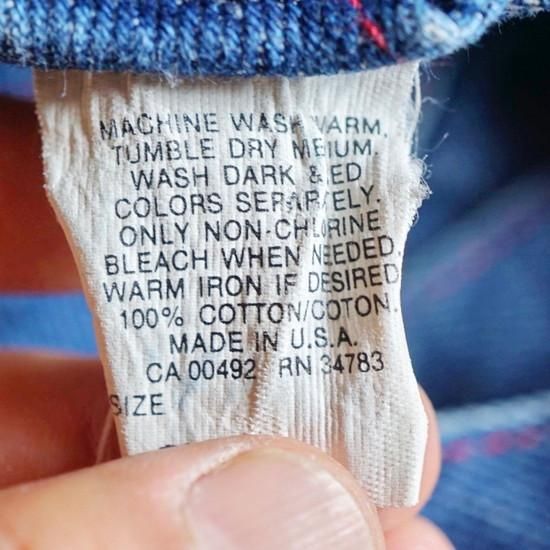 MACHINE WASH WARM,
TUMBLE DRY MEDIUM.
WASH DARK & RED
COLORS SEPARATELY.
ONLY NON-CHLORINE
BLEACH WHEN NEEDED.
WARM IRON IF DESIRED
100% COTTON/COTON.
MADE IN U.S.A.
CA 00492 RN 34783
SIZE